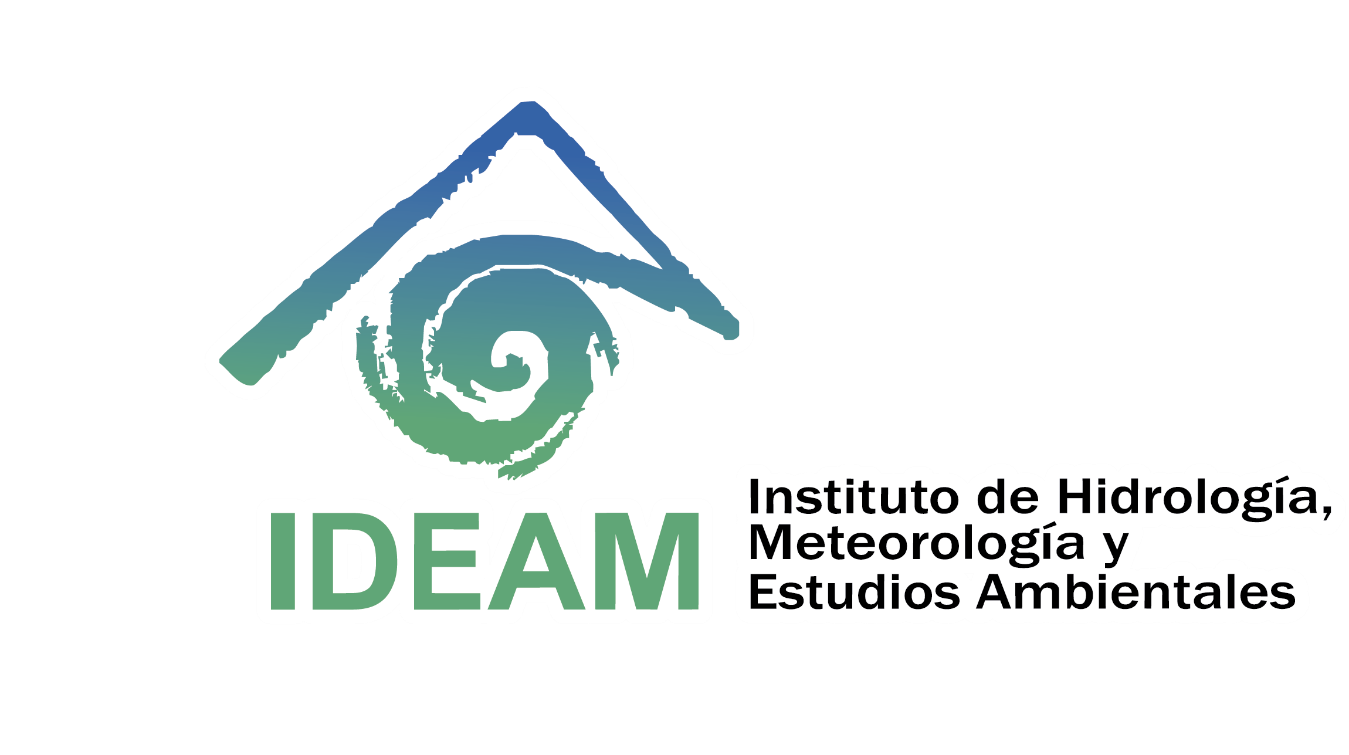 IDEAM
Instituto de Hidrología,
Meteorología y
Estudios Ambientales